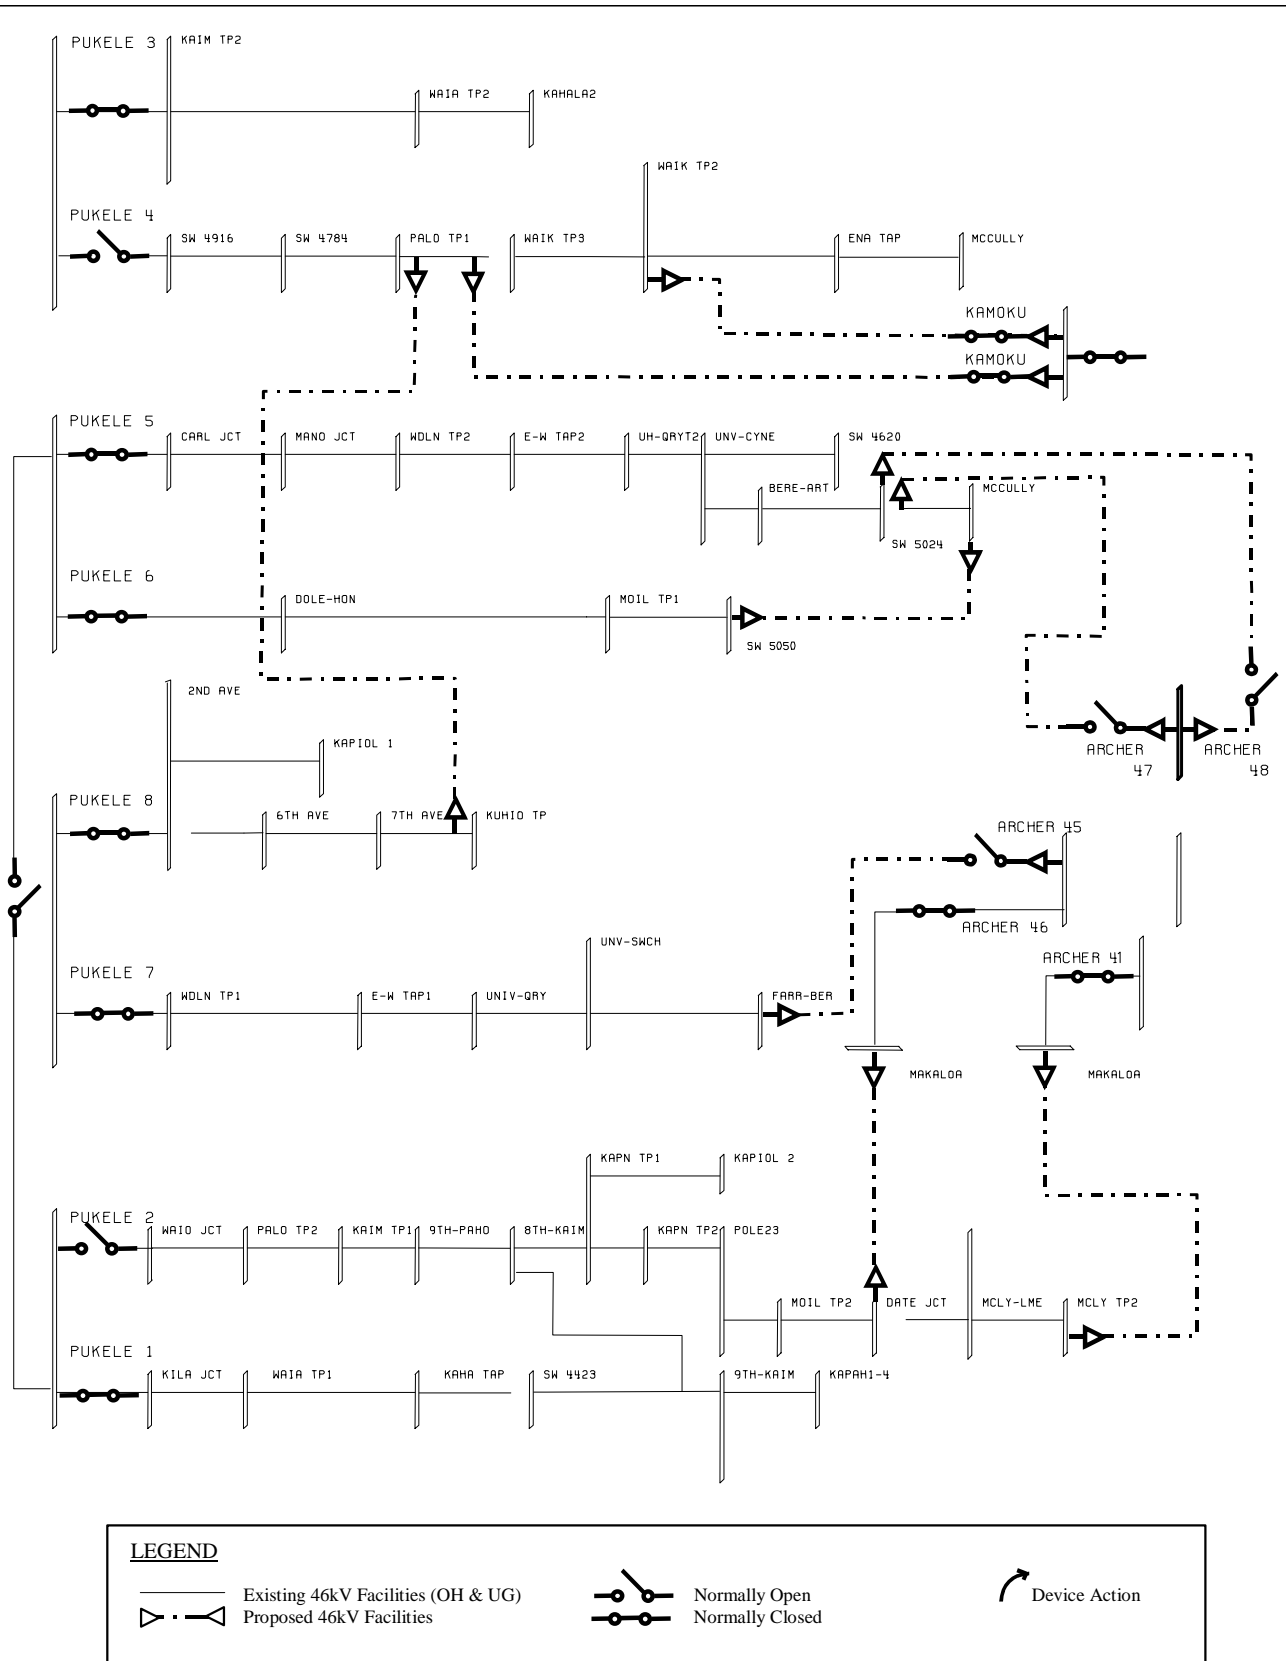 PUKELE 3
KAIM TP2
WAIA TP2
KAHALA2
WAIK TP2
PUKELE 4
SW 4916
SW 4784
PALO TP1
WAIK TP3
ENA TAP
MCCULLY
KAMOKU
KAMOKU
PUKELE 5
CARL JCT
MANO JCT
WDLN TP2
E-W TAP2
UH-QRYT2
UNV-CYNE
SW 4620
BERE-ART
MCCULLY
SW 5024
PUKELE 6
DOLE-HON
MOIL TP1
SW 5050
2ND AVE
KAPIOL 1
ARCHER
47
ARCHER
48
PUKELE 8
6TH AVE
7TH AVE
KUHIO TP
ARCHER 45
ARCHER 46
UNV-SWCH
ARCHER 41
PUKELE 7
WDLN TP1
E-W TAP1
UNIV-QRY
FARR-BER
MAKALOA
MAKALOA
KAPN TP1
KAPIOL 2
PUKELE 2
WAIO JCT
PALO TP2
KAIM TP1
9TH-PAHO
8TH-KAIM
KAPN TP2
POLE23
MOIL TP2
DATE JCT
MCLY-LME
MCLY TP2
PUKELE 1
KILA JCT
WAIA TP1
KAHA TAP
SW 4423
9TH-KAIM
KAPAH1-4
LEGEND
Existing 46kV Facilities (OH & UG)
Proposed 46kV Facilities
Normally Open
Normally Closed
Device Action